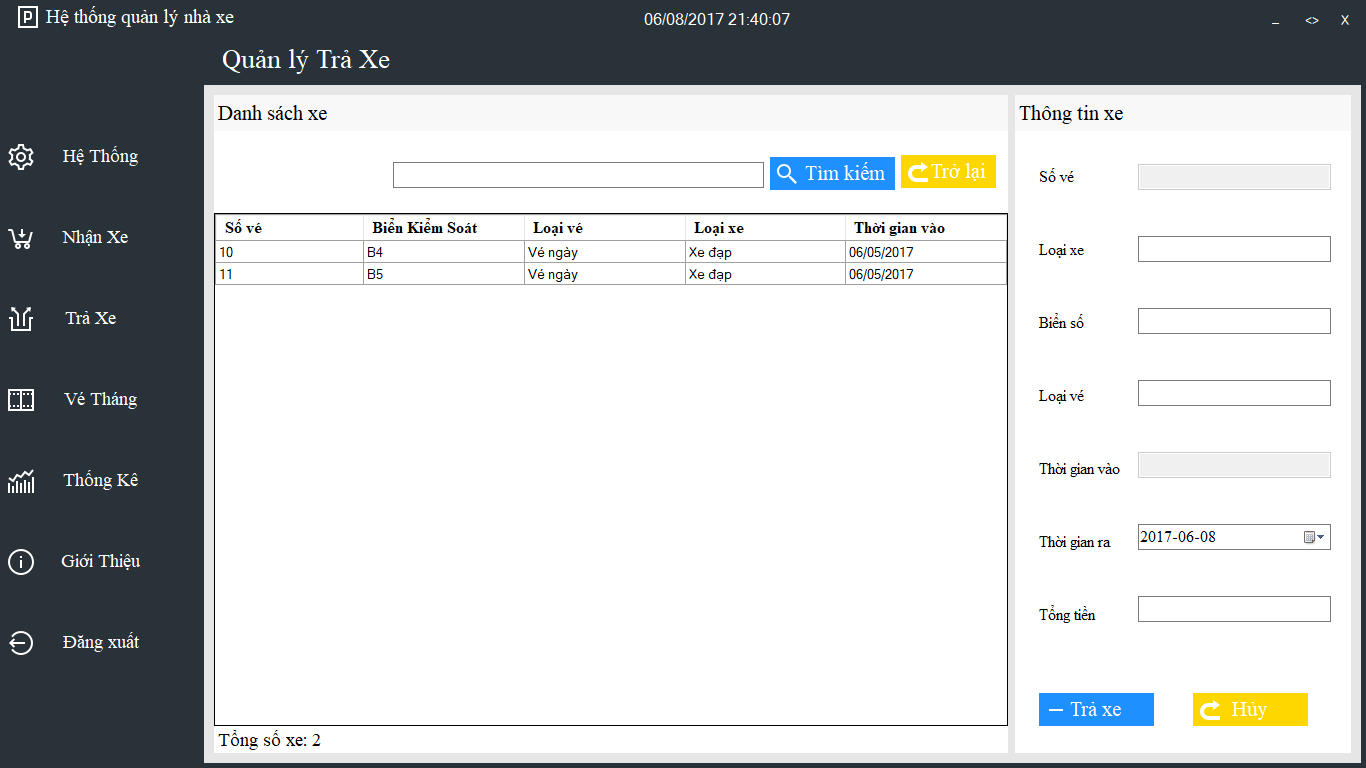 P Hệ thống quản lý nhà xe
06/08/2017 21:40:07
_ <> X
Quản lý Trả Xe
Hệ Thống
Nhận Xe
Trả Xe
Vé Tháng
Thống Kê
Giới Thiệu
Đăng xuất
Danh sách xe
Tìm kiếm Trở lại
Số vé Biển Kiểm Soát Loại vé Loại xe Thời gian vào
10 B4 Vé ngày Xe đạp 06/05/2017
11 B5 Vé ngày Xe đạp 06/05/2017
Tổng số xe: 2
Thông tin xe
Số vé
Loại xe
Biển số
Loại vé
Thời gian vào
Thời gian ra 2017-06-08
Tổng tiền
Trả xe Hủy